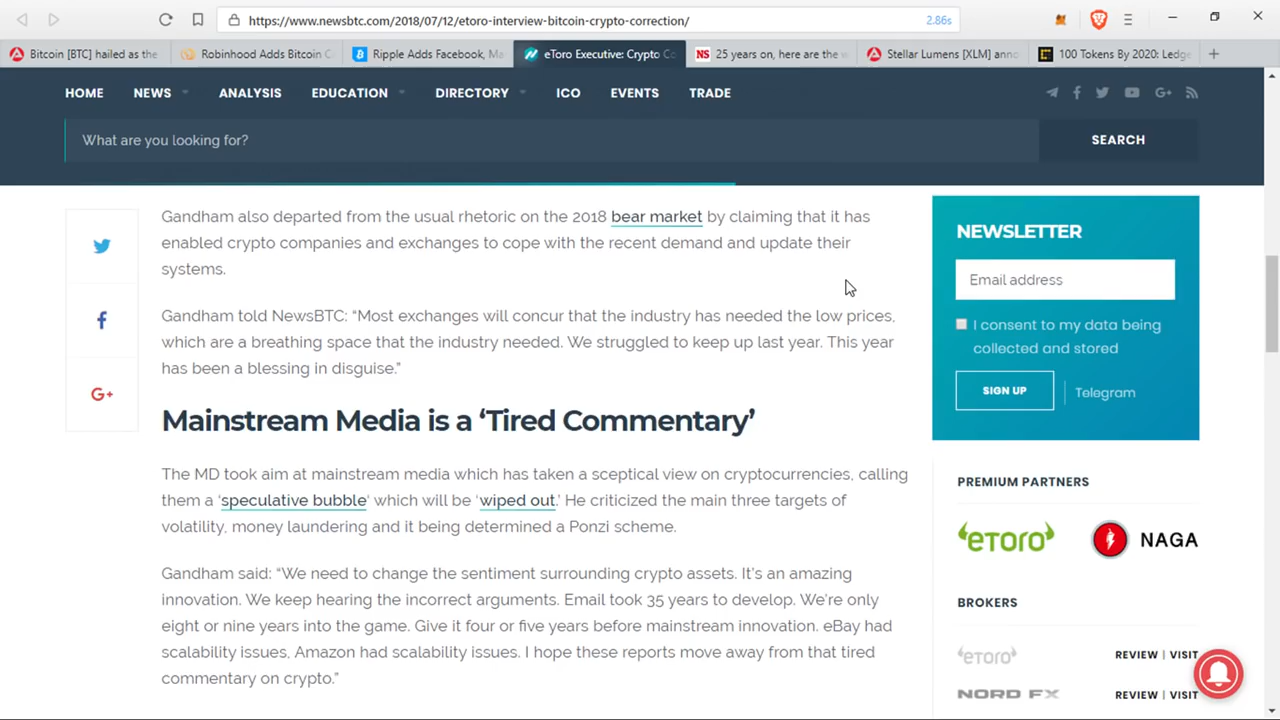 https://www.newsbtc.com/2018/07/12/etoro-interview-bitcoin-crypto-correction/
2.86s
Bitcoin [BTC] hailed as the
Robinhood Adds Bitcoin C
Ripple Adds Facebook, Ma
eToro Executive: Crypto Co
NS 25 years on, here are the w
Stellar Lumens [XLM] anno
100 Tokens By 2020: Ledge
HOME NEWS ANALYSIS EDUCATION DIRECTORY ICO EVENTS TRADE
What are you looking for?
SEARCH
Gandham also departed from the usual rhetoric on the 2018 bear market by claiming that it has
enabled crypto companies and exchanges to cope with the recent demand and update their
systems.
Gandham told NewsBTC: “Most exchanges will concur that the industry has needed the low prices,
which are a breathing space that the industry needed. We struggled to keep up last year. This year
has been a blessing in disguise.”
Mainstream Media is a ‘Tired Commentary’
The MD took aim at mainstream media which has taken a sceptical view on cryptocurrencies, calling
them a ‘speculative bubble‘ which will be ‘wiped out.’ He criticized the main three targets of
volatility, money laundering and it being determined a Ponzi scheme.
Gandham said: “We need to change the sentiment surrounding crypto assets. It’s an amazing
innovation. We keep hearing the incorrect arguments. Email took 35 years to develop. We’re only
eight or nine years into the game. Give it four or five years before mainstream innovation. eBay had
scalability issues, Amazon had scalability issues. I hope these reports move away from that tired
commentary on crypto.”
G+
NEWSLETTER
Email address
I consent to my data being
collected and stored
SIGN UP
Telegram
PREMIUM PARTNERS
eToro
NAGA
BROKERS
eToro REVIEW | VISIT
NORD FX REVIEW | VISIT